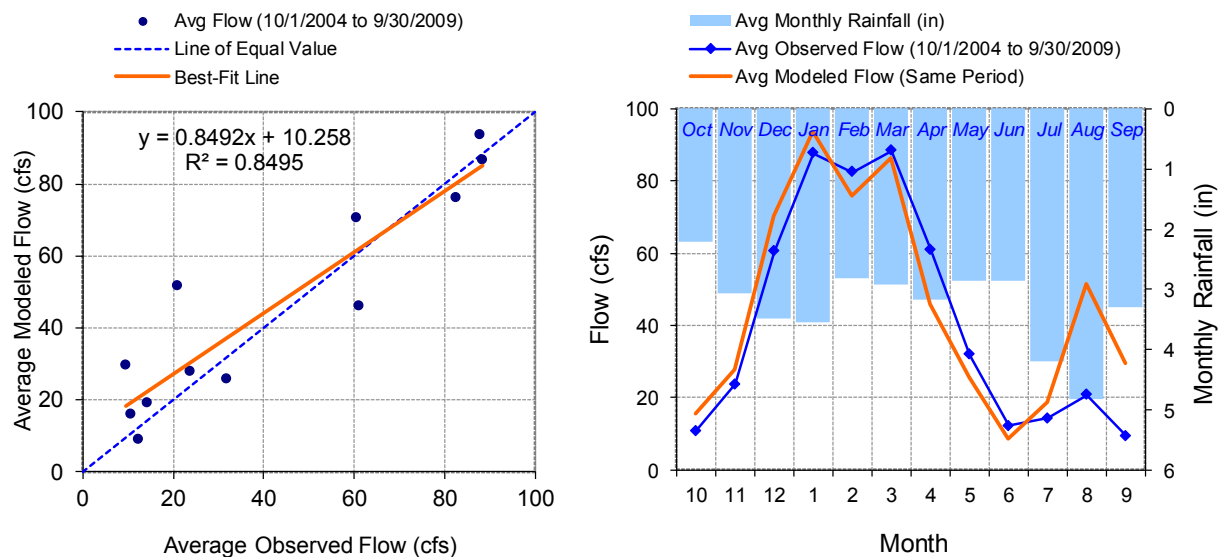 Avg Flow (10/1/2004 to 9/30/2009)
Line of Equal Value
Best-Fit Line
y = 0.8492x + 10.258
R² = 0.8495
100
80
60
40
20
0
0 20 40 60 80 100
Average Modeled Flow (cfs)
Average Observed Flow (cfs)
Avg Monthly Rainfall (in)
Avg Observed Flow (10/1/2004 to 9/30/2009)
Avg Modeled Flow (Same Period)
Oct Nov Dec Jan Feb Mar Apr May Jun Jul Aug Sep
100
80
60
40
20
0
Flow (cfs)
0
1
2
3
4
5
6
Monthly Rainfall (in)
10 11 12 1 2 3 4 5 6 7 8 9
Month